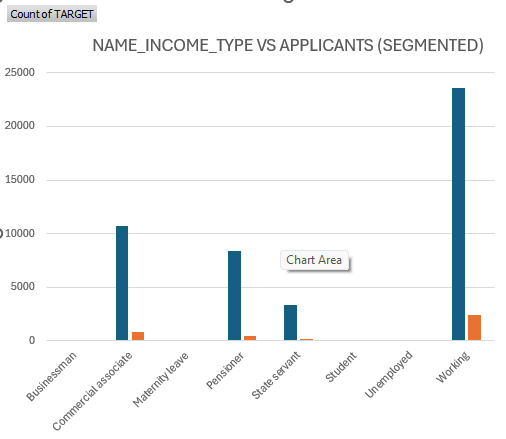 Count of TARGET
NAME_INCOME_TYPE VS APPLICANTS (SEGMENTED)
25000
20000
15000
10000
5000
0
Chart Area
Businessman
Commercial associate
Maternity leave
Pensioner
State servant
Student
Unemployed
Working